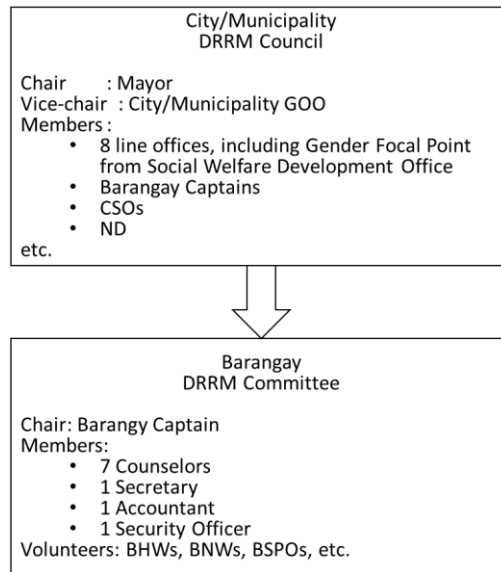 City/Municipality
DRRM Council
Chair : Mayor
Vice-chair : City/Municipality GOO
Members :
• 8 line offices, including Gender Focal Point
from Social Welfare Development Office
• Barangay Captains
• CSOs
• ND
etc.
Barangay
DRRM Committee
Chair: Barangy Captain
Members:
• 7 Counselors
• 1 Secretary
• 1 Accountant
• 1 Security Officer
Volunteers: BHWs, BNWs, BSPOs, etc.